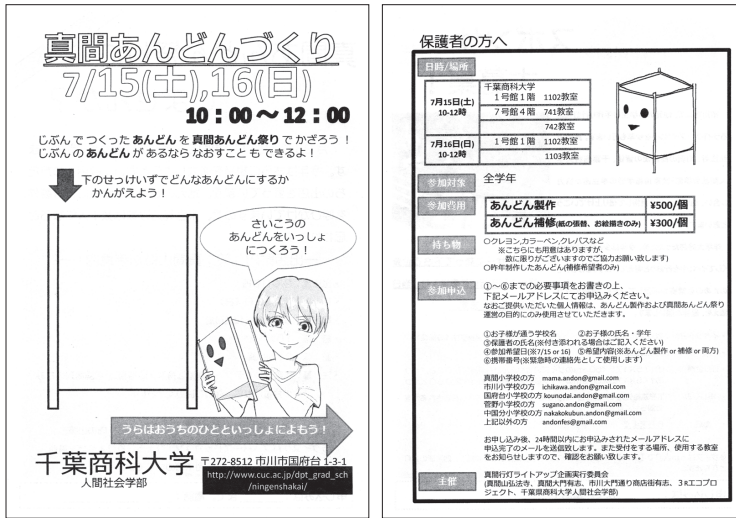 真間あんどんづくり
7/15(土),16(日)
10：00～12：00
じぶんでつくったあんどんを真間あんどん祭りでかざろう！
じぶんのあんどんがあるならなおすこともできるよ！
下のせっけいずでどんなあんどんにするか
かんがえよう！
さいこうの
あんどんをいっしょ
につくろう！
うらはおうちのひとといっしょによもう！
千葉商科大学 〒272-8512 市川市国府台 1-3-1
人間社会学部
http://www.cuc.ac.jp/dpt_grad_sch
/ningenshakai/
保護者の方へ
日時/場所
7月15日(土)
10-12時
千葉商科大学
１号館１階 1102教室
７号館４階 741教室
742教室
7月16日(日)
10-12時
１号館１階 1102教室
1103教室
参加対象 全学年
参加費用
あんどん製作 ¥500/個
あんどん補修(紙の張替、お絵描きのみ) ¥300/個
持ち物
○クレヨン,カラーペン,クレパスなど
※こちらにも用意はありますが、
数に限りがございますのでご協力お願い致します)
○昨年制作したあんどん(補修希望者のみ)
参加申込
①～⑥までの必要事項をお書きの上、
下記メールアドレスにてお申込みください。
なおご提供いただいた個人情報は、あんどん製作および真間あんどん祭り
運営の目的にのみ使用させていただきます。
①お子様が通う学校名 ②お子様の氏名・学年
③保護者の氏名(※付き添われる場合はご記入ください)
④参加希望日(※7/15 or 16) ⑤希望内容(※あんどん製作 or 補修 or 両方)
⑥携帯番号(※緊急時の連絡先として使用します)
真間小学校の方 mama.andon@gmail.com
市川小学校の方 ichikawa.andon@gmail.com
国府台小学校の方 kounodai.andon@gmail.com
菅野小学校の方 sugano.andon@gmail.com
中国分小学校の方 nakakokubun.andon@gmail.com
上記以外の方 andonfes@gmail.com
お申し込み後、24時間以内にお申込みされたメールアドレスに
申込完了のメールを送信致します。また受付をする場所、使用する教室
をお知らせしますので、確認をお願い致します。
主催
真間行灯ライトアップ企画実行委員会
(真間山弘法寺、真間大門有志、市川大門通り商店街有志、３Rエコプロ
ジェクト、千葉県商科大学人間社会学部)